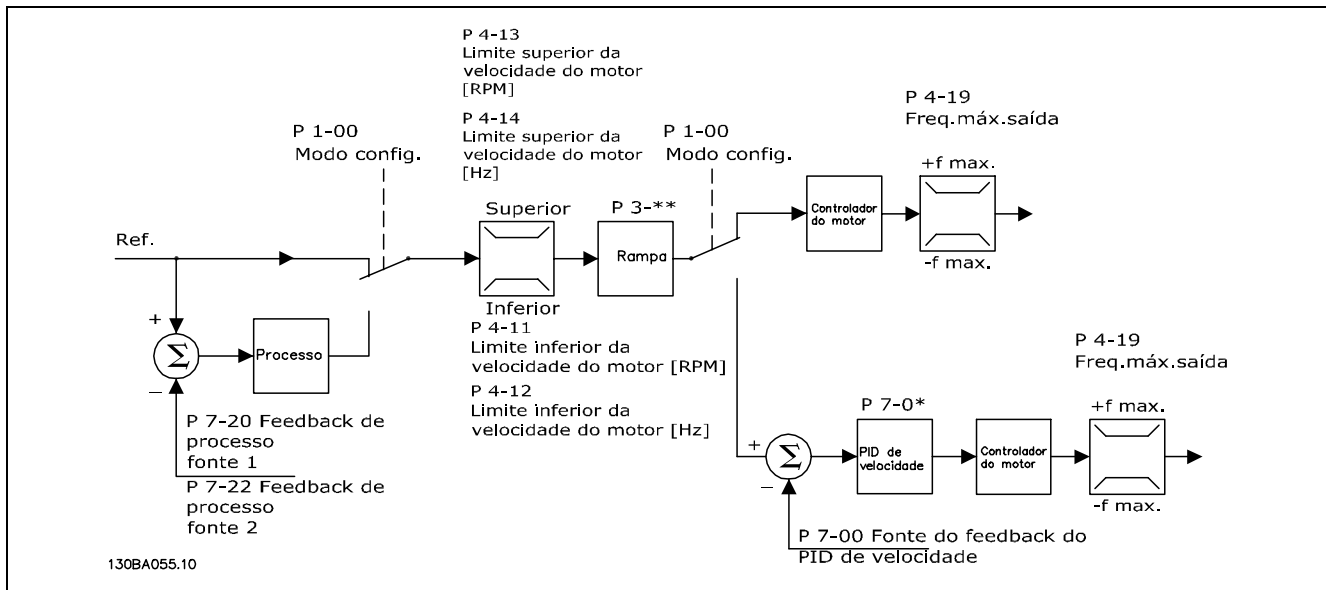 P 4-13
Limite superior da
velocidade do motor
[RPM]
P 4-14
Limite superior da
velocidade do motor
[Hz]
P 1-00
Modo config.
P 1-00
Modo config.
P 4-19
Freq.máx.saída
+f max.
Controlador
do motor
-f max.
Superior
P 3-**
Rampa
Ref.
Inferior
P 4-11
Limite inferior da
velocidade do motor [RPM]
P 4-12
Limite inferior da
velocidade do motor [Hz]
+
Σ
−
Processo
P 7-20 Feedback de
processo
fonte 1
P 7-22 Feedback de
processo
fonte 2
P 4-19
Freq.máx.saída
P 7-0*
+f max.
+
Σ
−
PID de
velocidade
Controlador
do motor
-f max.
P 7-00 Fonte do feedback do
PID de velocidade
130BA055.10